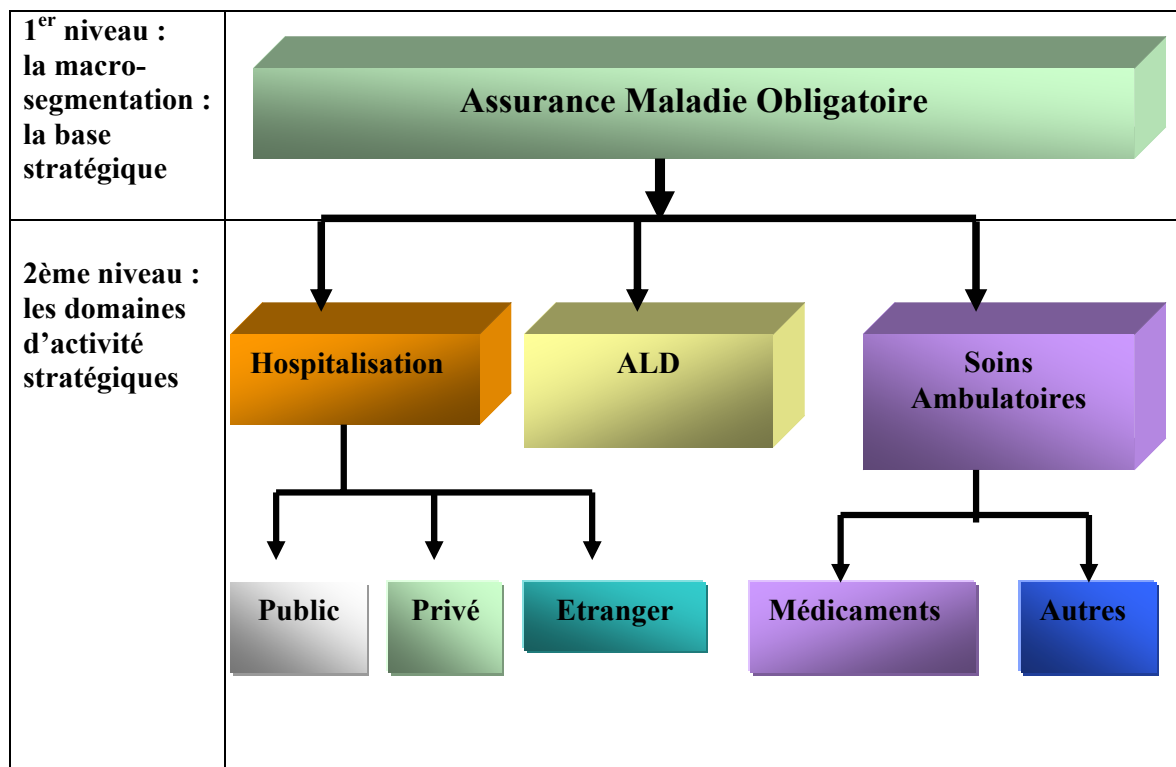 1er niveau :
la macro-
segmentation :
la base
stratégique
Assurance Maladie Obligatoire
2ème niveau :
les domaines
d’activité
stratégiques
Hospitalisation
ALD
Soins
Ambulatoires
Public
Privé
Etranger
Médicaments
Autres